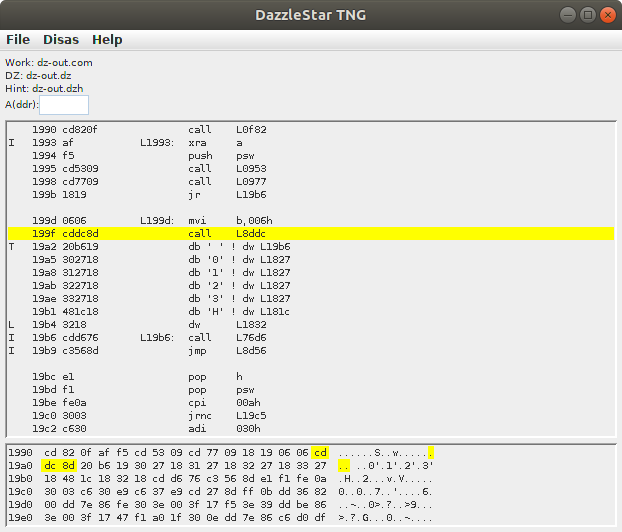 DazzleStar TNG
File Disas Help
Work: dz-out.com
DZ: dz-out.dz
Hint: dz-out.dzh
A(ddr):
1990 cd820f call L0f82
I 1993 af L1993: xra a
1994 f5 push psw
1995 cd5309 call L0953
1998 cd7709 call L0977
199b 1819 jr L19b6
199d 0606 L199d: mvi b,006h
199f cddc8d call L8ddc
T 19a2 20b619 db ' ' ! dw L19b6
19a5 302718 db '0' ! dw L1827
19a8 312718 db '1' ! dw L1827
19ab 322718 db '2' ! dw L1827
19ae 332718 db '3' ! dw L1827
19b1 481c18 db 'H' ! dw L181c
L 19b4 3218 dw L1832
I 19b6 cdd676 L19b6: call L76d6
I 19b9 c3568d jmp L8d56
19bc e1 pop h
19bd f1 pop psw
19be fe0a cpi 00ah
19c0 3003 jrnc L19c5
19c2 c630 adi 030h
1990 cd 82 0f af f5 cd 53 09 cd 77 09 18 19 06 06 cd ......S..w......
19a0 dc 8d 20 b6 19 30 27 18 31 27 18 32 27 18 33 27 .. ..0'.1'.2'.3'
19b0 18 48 1c 18 32 18 cd d6 76 c3 56 8d e1 f1 fe 0a .H..2...v.V.....
19c0 30 03 c6 30 e9 c6 37 e9 cd 27 8d ff 0b dd 36 82 0..0..7..'....6.
19d0 00 dd 7e 86 fe 30 3e 00 3f 17 f5 3e 39 dd be 86 ..~..0>.?..>9...
19e0 3e 00 3f 17 47 f1 a0 1f 30 0e dd 7e 86 c6 d0 df >.?.G...0..~....